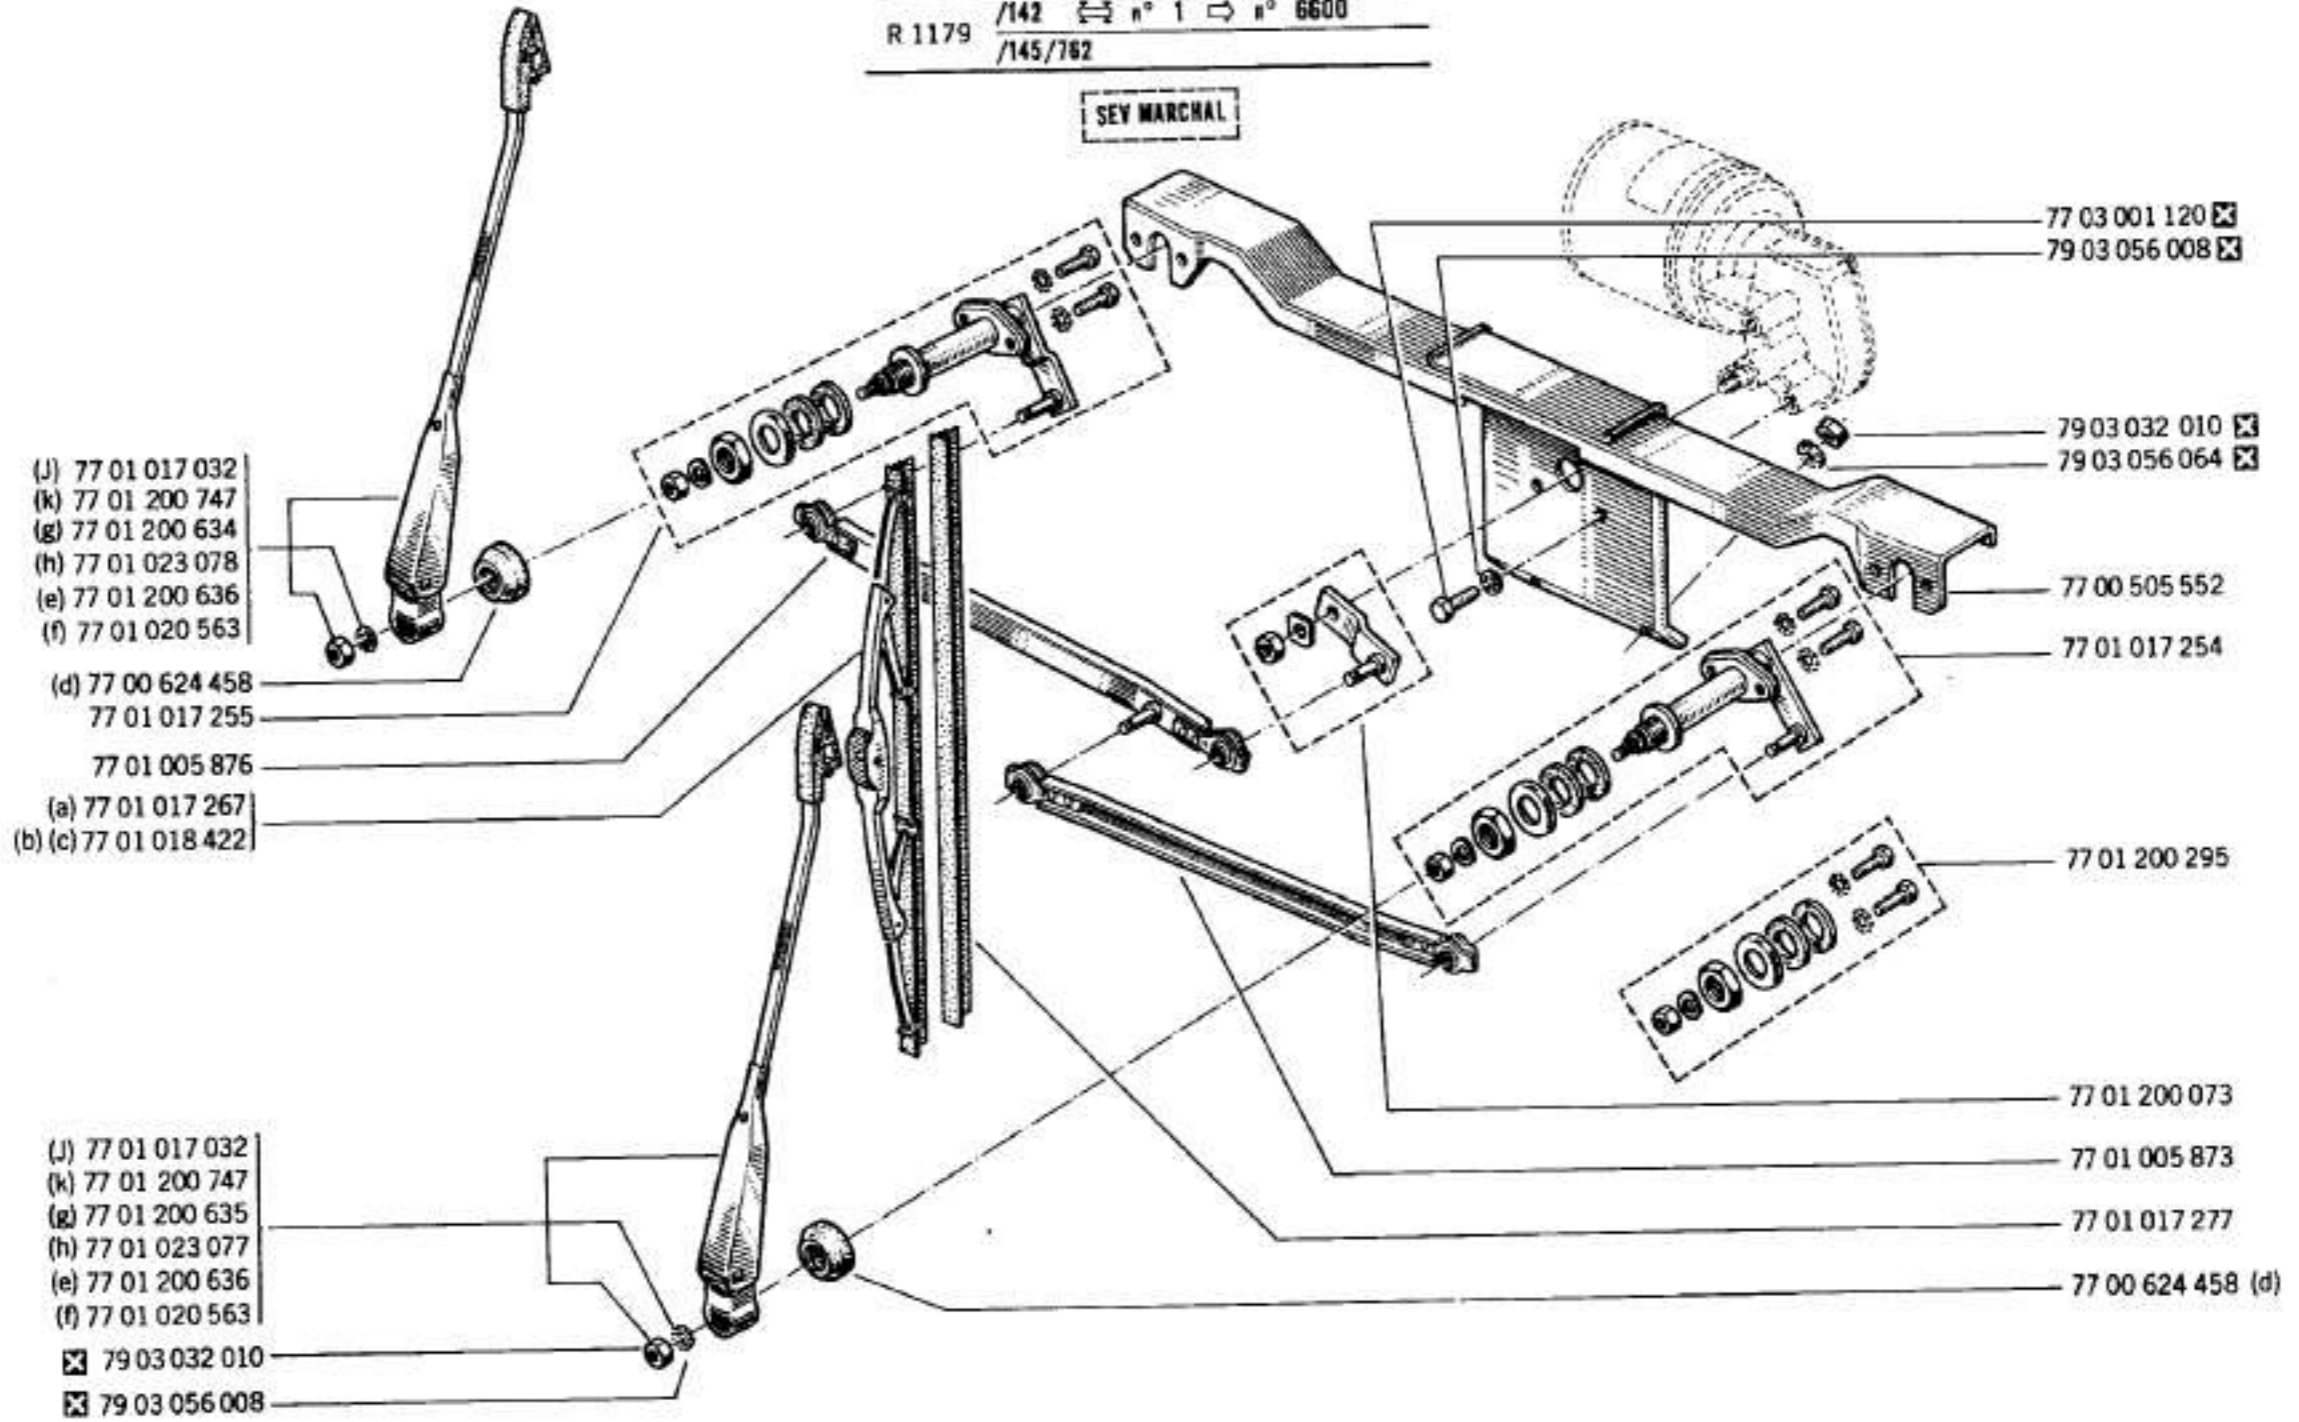 /142 ⇔ n° 1 ⇨ n° 6600
R 1179
/145/762
SEV MARCHAL
77 03 001 120
79 03 056 008
79 03 032 010
79 03 056 064
77 00 505 552
77 01 017 254
77 01 200 295
77 01 200 073
77 01 005 873
77 01 017 277
77 00 624 458 (d)
(J) 77 01 017 032
(k) 77 01 200 747
(g) 77 01 200 634
(h) 77 01 023 078
(e) 77 01 200 636
(f) 77 01 020 563
(d) 77 00 624 458
77 01 017 255
77 01 005 876
(a) 77 01 017 267
(b) (c) 77 01 018 422
(J) 77 01 017 032
(k) 77 01 200 747
(g) 77 01 200 635
(h) 77 01 023 077
(e) 77 01 200 636
(f) 77 01 020 563
79 03 032 010
79 03 056 008